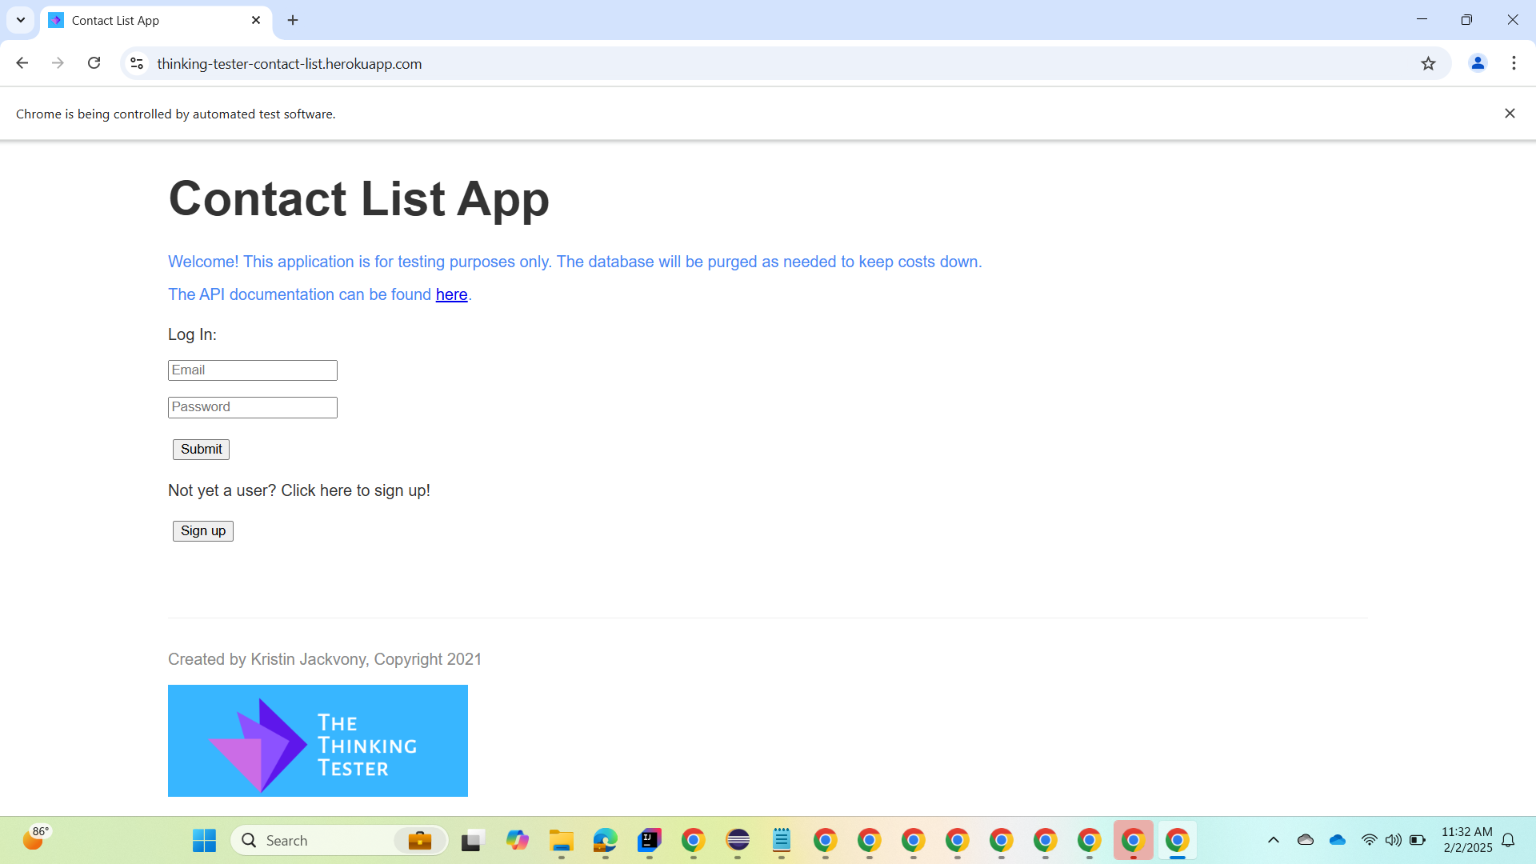 Contact List App
thinking-tester-contact-list.herokuapp.com
Chrome is being controlled by automated test software.
Contact List App
Welcome! This application is for testing purposes only. The database will be purged as needed to keep costs down.
The API documentation can be found here.
Log In:
Email
Password
Submit
Not yet a user? Click here to sign up!
Sign up
Created by Kristin Jackvony, Copyright 2021
THE
THINKING
TESTER
86°
Search
11:32 AM
2/2/2025